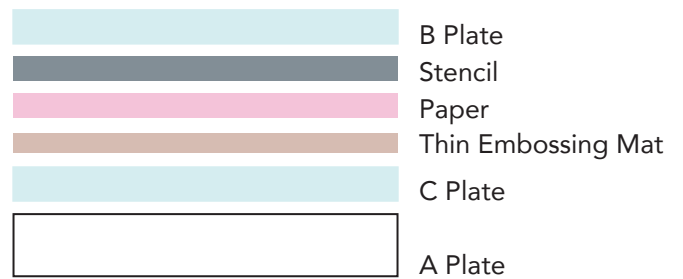 B Plate
Stencil
Paper
Thin Embossing Mat
C Plate
A Plate